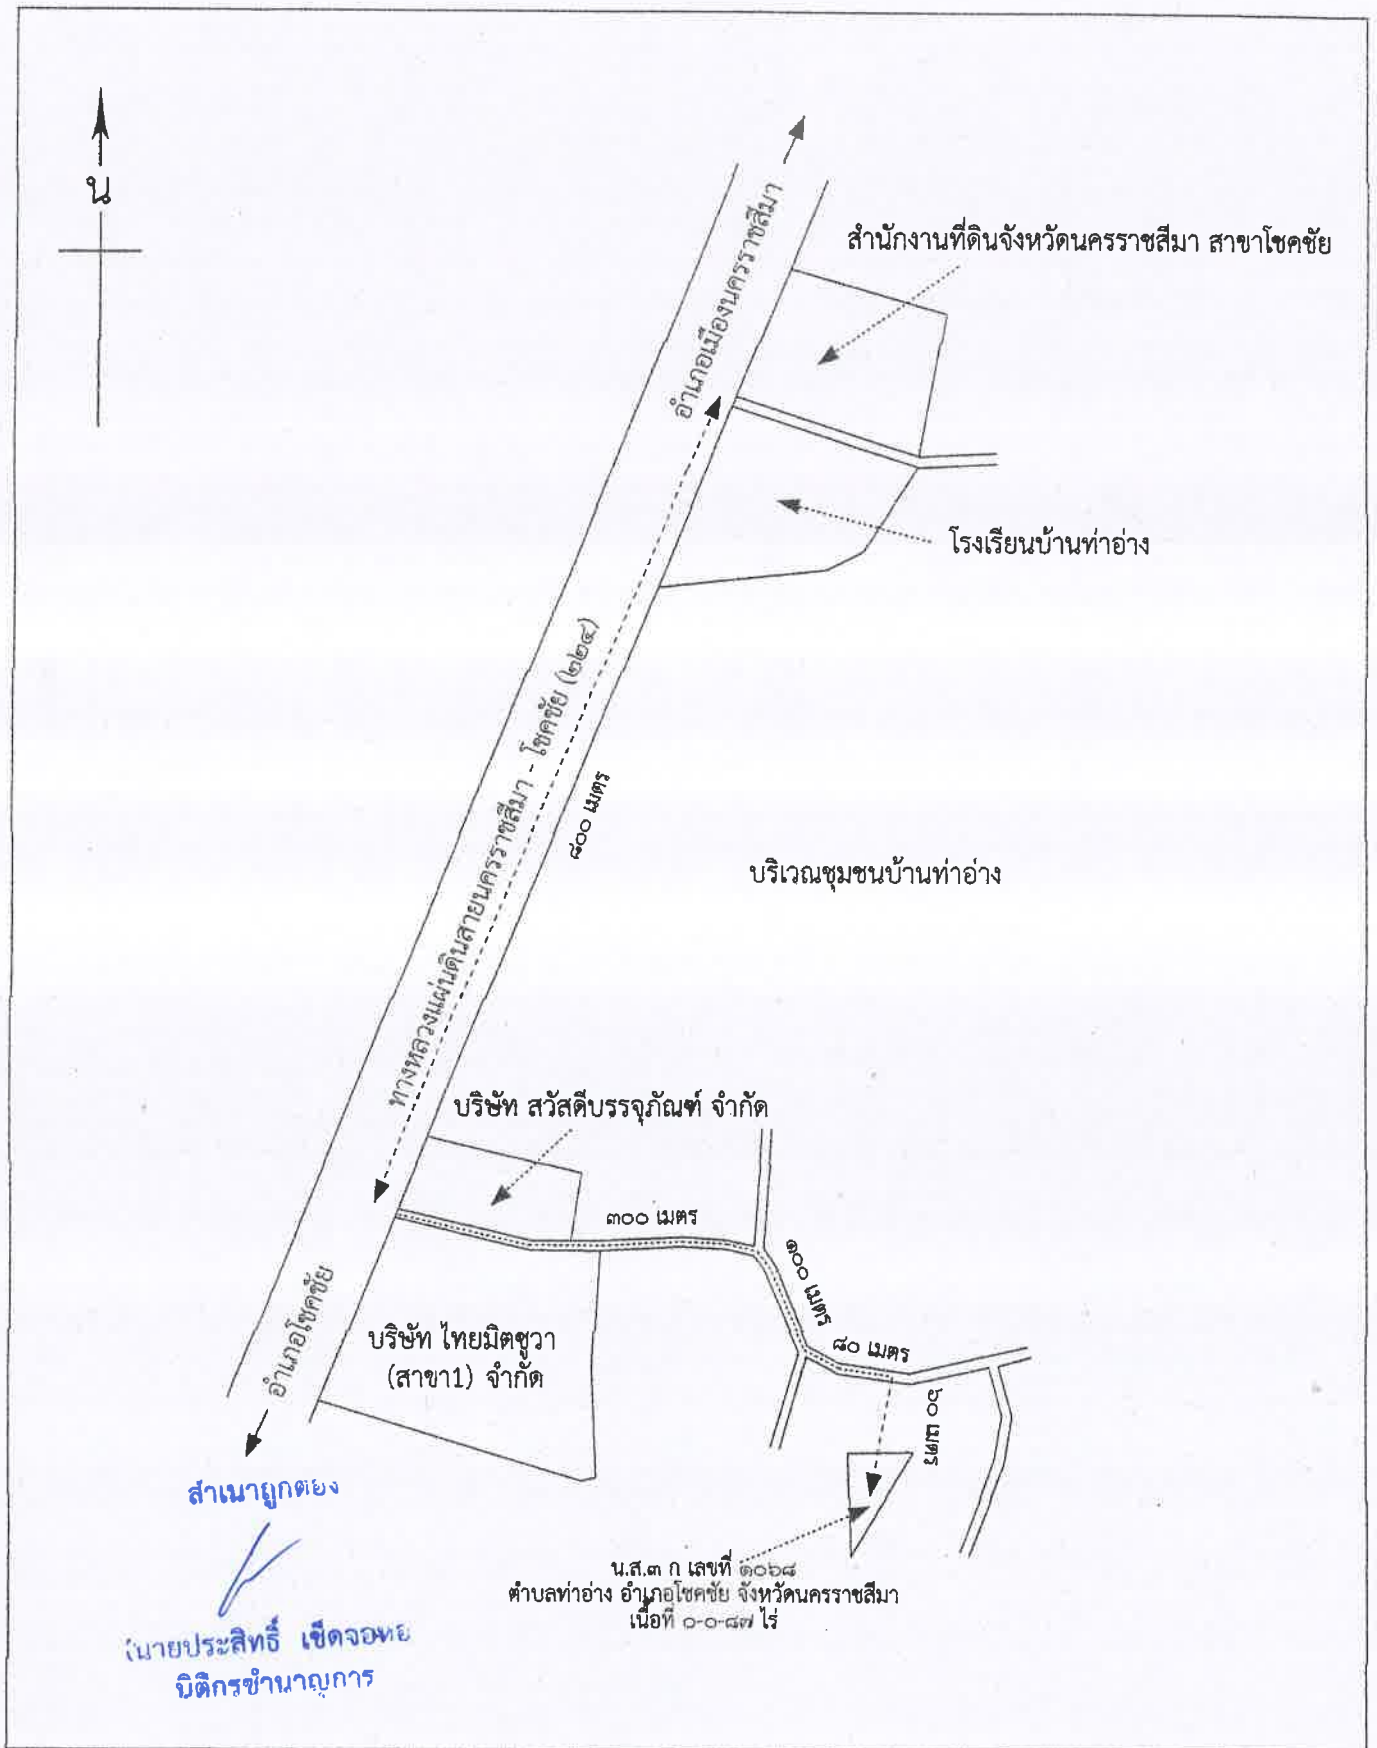 น
อำเภอเมืองนครราชสีมา
สำนักงานที่ดินจังหวัดนครราชสีมา สาขาโชคชัย
โรงเรียนบ้านท่าอ่าง
ทางหลวงแผ่นดินสายนครราชสีมา - โชคชัย (๒๒๔)
๘๐๐ เมตร
บริเวณชุมชนบ้านท่าอ่าง
บริษัท สวัสดีบรรจุภัณฑ์ จำกัด
๓๐๐ เมตร
๑๐๐ เมตร
๘๐ เมตร
๖๐ เมตร
บริษัท ไทยมิตซูวา
(สาขา1) จำกัด
อำเภอโชคชัย
สำเนาถูกต้อง
น.ส.๓ ก เลขที่ ๑๐๖๘
ตำบลท่าอ่าง อำเภอโชคชัย จังหวัดนครราชสีมา
เนื้อที่ ๐-๐-๘๗ ไร่
นายประสิทธิ์
นิติกรชำนาญการ